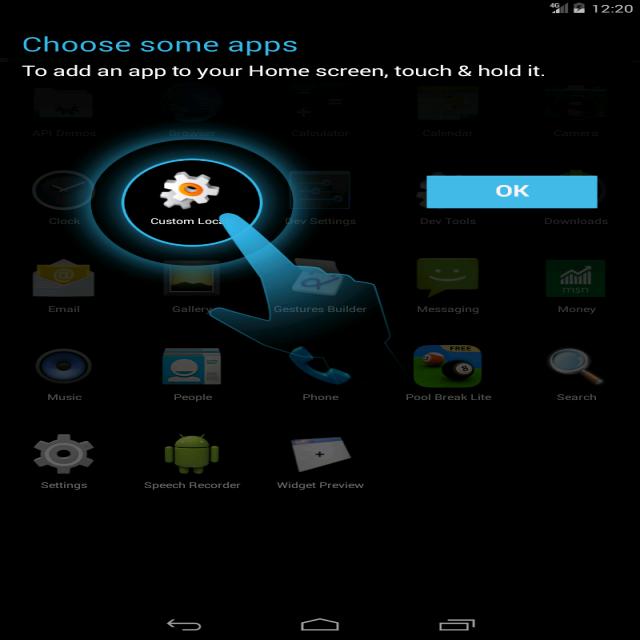 4G 12:20
Choose some apps
To add an app to your Home screen, touch & hold it.
API Demos Browser Calculator Calendar Camera
OK
Clock Custom Loc Dev Settings Dev Tools Downloads
msn
Email Gallery Gestures Builder Messaging Money
FREE
8
Music People Phone Pool Break Lite Search
Settings Speech Recorder Widget Preview